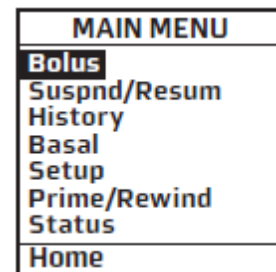 MAIN MENU
Bolus
Suspnd/Resum
History
Basal
Setup
Prime/Rewind
Status
Home